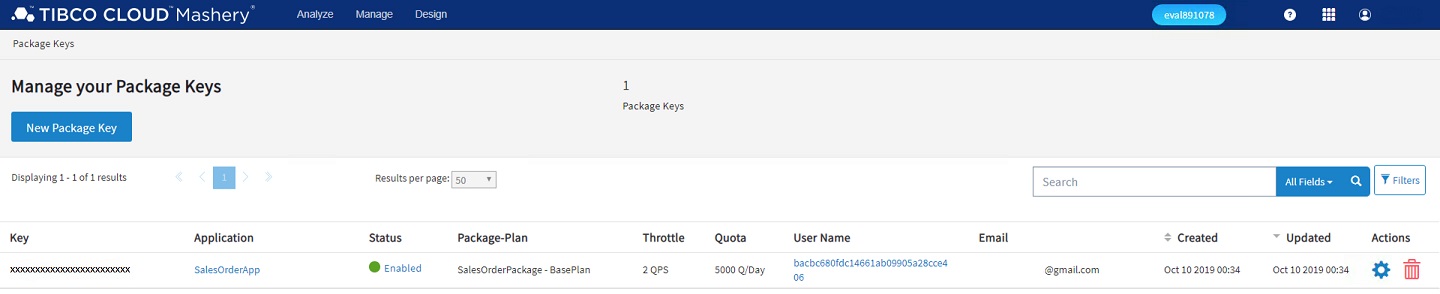 TIBCO CLOUD™ Mashery®
Analyze Manage Design
eval891078
Package Keys
Manage your Package Keys
1
Package Keys
New Package Key
Displaying 1 - 1 of 1 results
1
Results per page: 50
Search
All Fields
Filters
Key Application Status Package-Plan Throttle Quota User Name Email Created Updated Actions
xxxxxxxxxxxxxxxxxxxxxxxx SalesOrderApp Enabled SalesOrderPackage - BasePlan 2 QPS 5000 Q/Day bacbc680fdc14661ab09905a28cce4 @gmail.com Oct 10 2019 00:34 Oct 10 2019 00:34
06